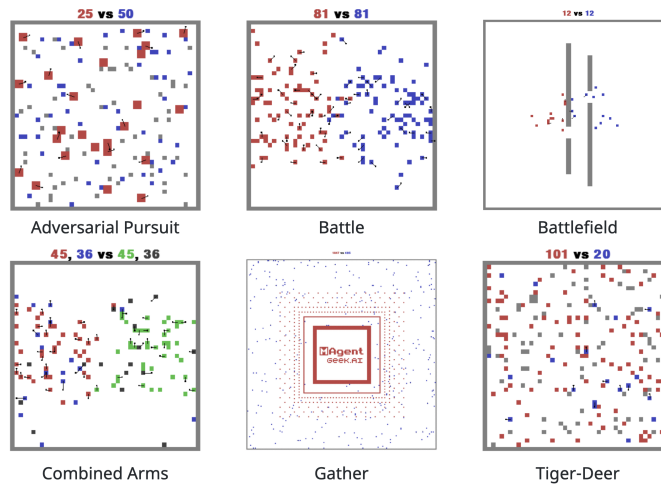 25 vs 50
81 vs 81
12 vs 12
Adversarial Pursuit
Battle
Battlefield
45, 36 vs 45, 36
101 vs 20
MAgent
GEEK.AI
Combined Arms
Gather
Tiger-Deer